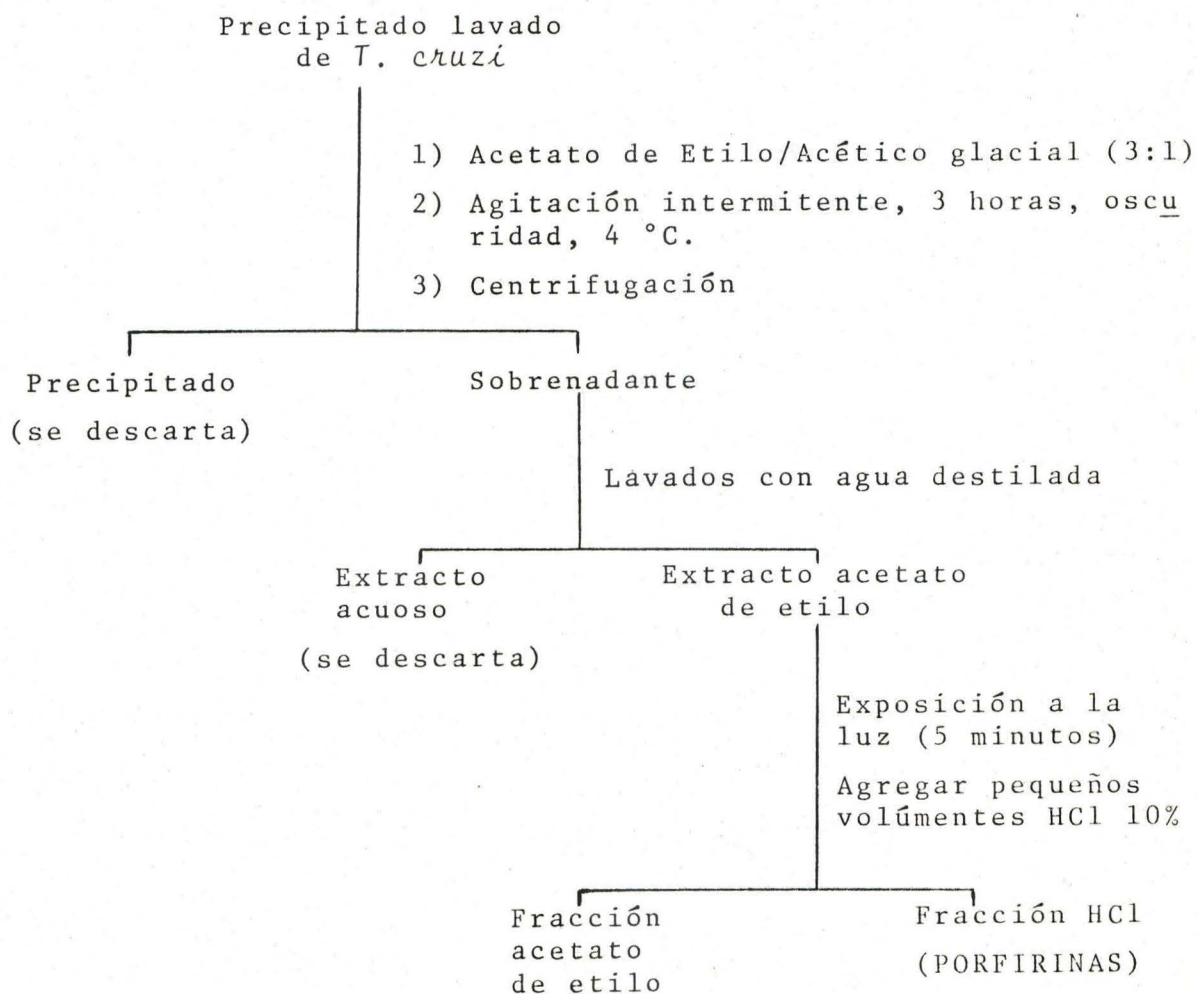 Precipitado lavado
de T. cruzi
1) Acetato de Etilo/Acético glacial (3:1)
2) Agitación intermitente, 3 horas, oscu
ridad, 4 °C.
3) Centrifugación
Precipitado
(se descarta)
Sobrenadante
Lavados con agua destilada
Extracto
acuoso
(se descarta)
Extracto acetato
de etilo
Exposición a la
luz (5 minutos)
Agregar pequeños
volúmentes HCl 10%
Fracción
acetato
de etilo
Fracción HCl
(PORFIRINAS)